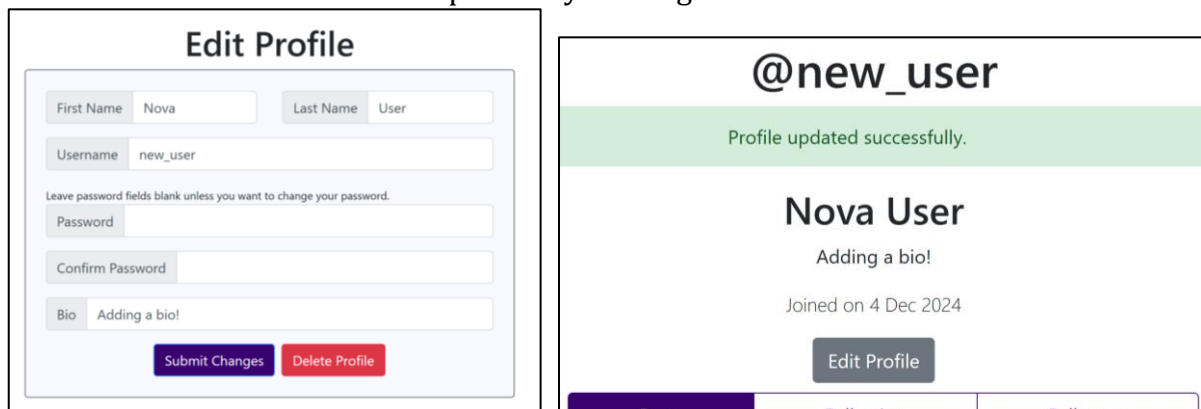 Edit Profile
First Name Nova Last Name User
Username new_user
Leave password fields blank unless you want to change your password.
Password
Confirm Password
Bio Adding a bio!
Submit Changes Delete Profile
@new_user
Profile updated successfully.
Nova User
Adding a bio!
Joined on 4 Dec 2024
Edit Profile